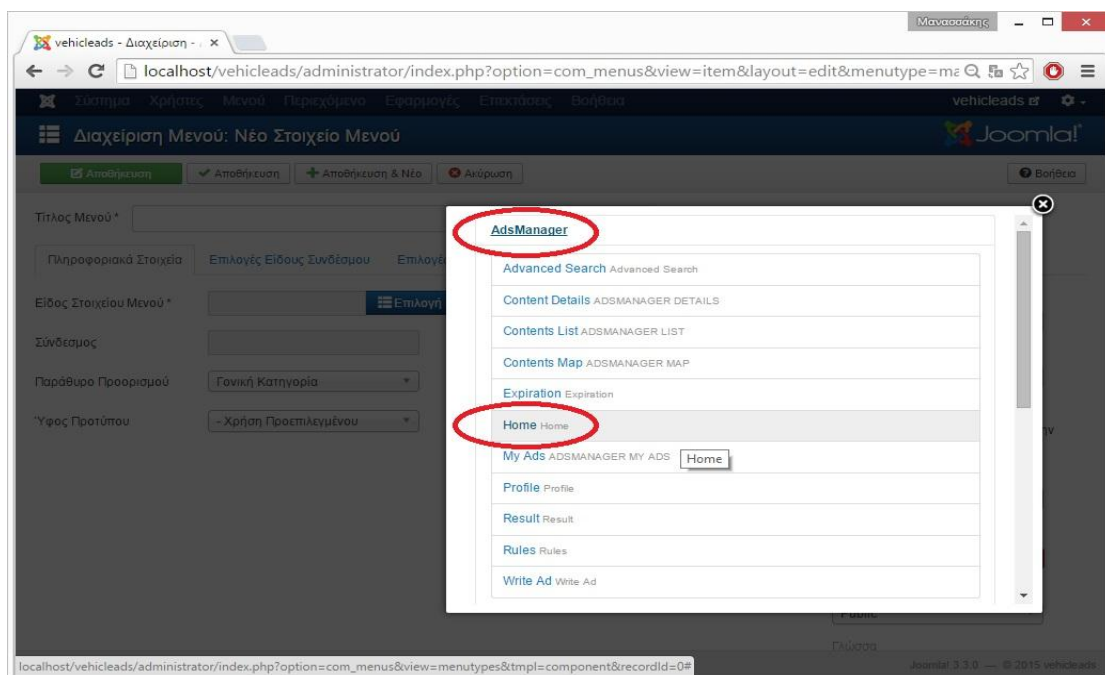 Μανασσάκης
vehicleads - Διαχείριση - .
localhost/vehicleads/administrator/index.php?option=com_menus&view=item&layout=edit&menutype=ma
Σύστημα Χρήστες Μενού Περιεχόμενο Εφαρμογές Επεκτάσεις Βοήθεια vehicleads
Διαχείριση Μενού: Νέο Στοιχείο Μενού Joomla!
Αποθήκευση Αποθήκευση Αποθήκευση & Νέο Ακύρωση Βοήθεια
Τίτλος Μενού *
Πληροφοριακά Στοιχεία Επιλογές Είδους Συνδέσμου Επιλογές
Είδος Στοιχείου Μενού * Επιλογή
Σύνδεσμος
Παράθυρο Προορισμού Γονική Κατηγορία
Ύφος Προτύπου - Χρήση Προεπιλεγμένου
AdsManager
Advanced Search Advanced Search
Content Details ADSMANAGER DETAILS
Contents List ADSMANAGER LIST
Contents Map ADSMANAGER MAP
Expiration Expiration
Home Home
My Ads ADSMANAGER MY ADS Home
Profile Profile
Result Result
Rules Rules
Write Ad Write Ad
Public
Γλώσσα
localhost/vehicleads/administrator/index.php?option=com_menus&view=menutypes&tmpl=component&recordId=0#
Joomla! 3.3.0 — © 2015 vehicleads